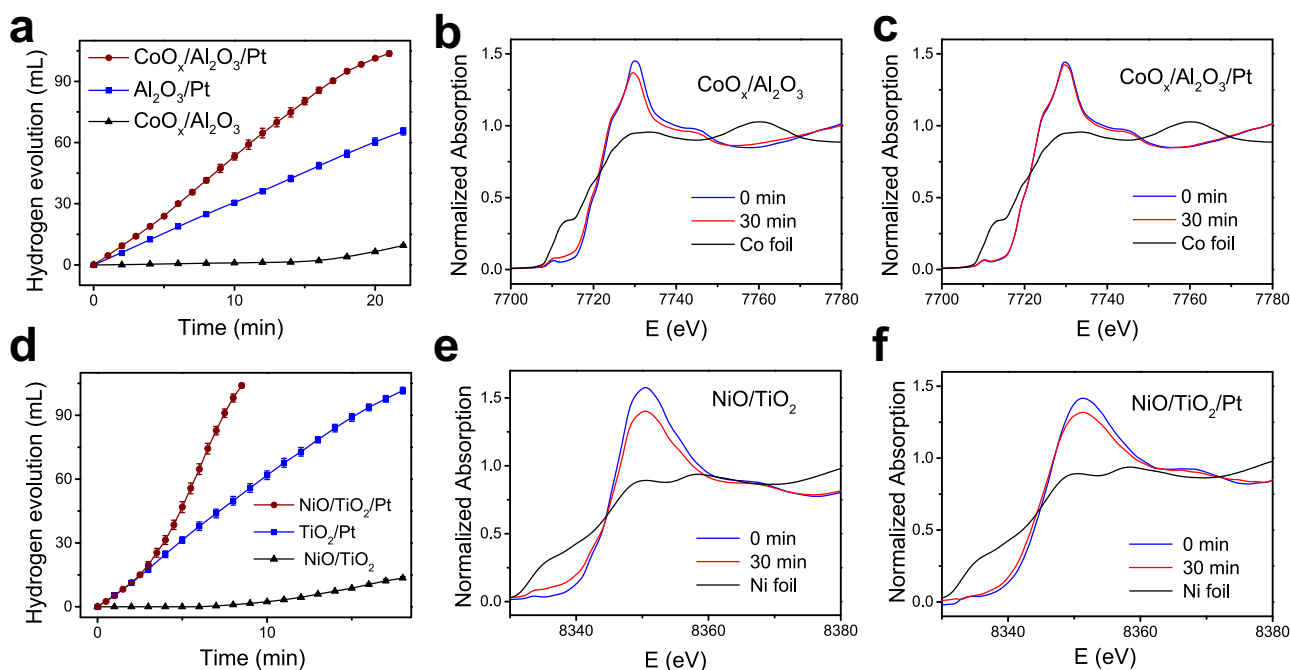 a
Hydrogen evolution (mL)
90
60
30
0
CoOₓ/Al₂O₃/Pt
Al₂O₃/Pt
CoOₓ/Al₂O₃
0 10 20
Time (min)
b
Normalized Absorption
1.5
1.0
0.5
0.0
CoOₓ/Al₂O₃
0 min
30 min
Co foil
7700 7720 7740 7760 7780
E (eV)
c
Normalized Absorption
1.5
1.0
0.5
0.0
CoOₓ/Al₂O₃/Pt
0 min
30 min
Co foil
7700 7720 7740 7760 7780
E (eV)
d
Hydrogen evolution (mL)
90
60
30
0
NiO/TiO₂/Pt
TiO₂/Pt
NiO/TiO₂
0 10
Time (min)
e
Normalized Absorption
1.5
1.0
0.5
0.0
NiO/TiO₂
0 min
30 min
Ni foil
8340 8360 8380
E (eV)
f
Normalized Absorption
1.5
1.0
0.5
0.0
NiO/TiO₂/Pt
0 min
30 min
Ni foil
8340 8360 8380
E (eV)